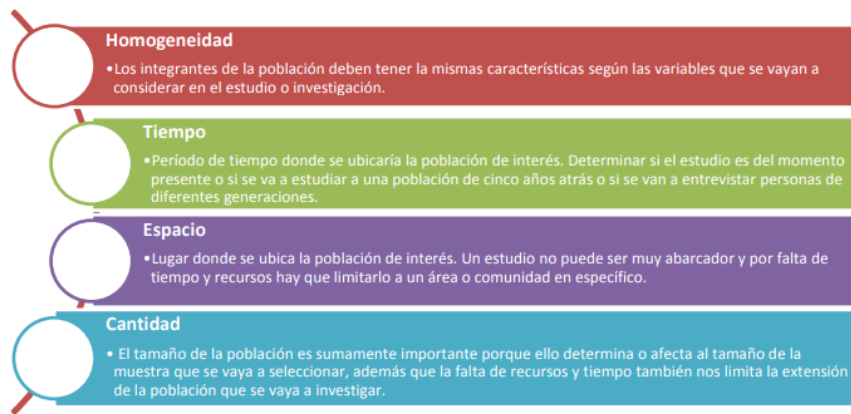 Homogeneidad
•Los integrantes de la población deben tener la mismas características según las variables que se vayan a
considerar en el estudio o investigación.
Tiempo
•Período de tiempo donde se ubicaría la población de interés. Determinar si el estudio es del momento
presente o si se va a estudiar a una población de cinco años atrás o si se van a entrevistar personas de
diferentes generaciones.
Espacio
•Lugar donde se ubica la población de interés. Un estudio no puede ser muy abarcador y por falta de
tiempo y recursos hay que limitarlo a un área o comunidad en específico.
Cantidad
• El tamaño de la población es sumamente importante porque ello determina o afecta al tamaño de la
muestra que se vaya a seleccionar, además que la falta de recursos y tiempo también nos limita la extensión
de la población que se vaya a investigar.